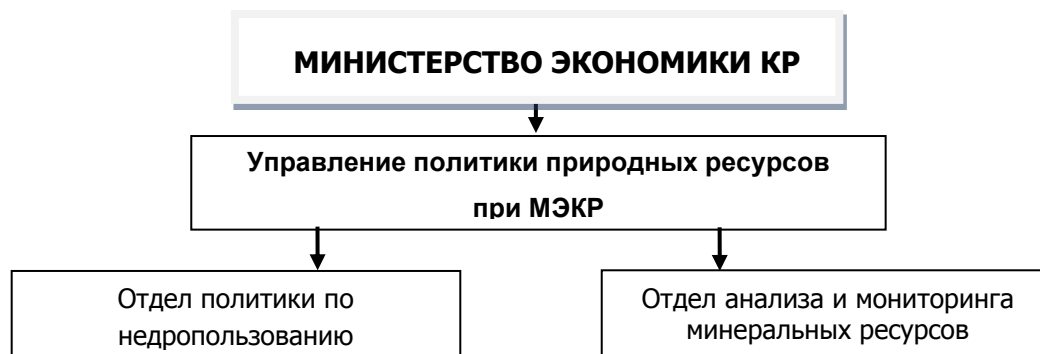 МИНИСТЕРСТВО ЭКОНОМИКИ КР
Управление политики природных ресурсов
при МЭКР
Отдел политики по
недропользованию
Отдел анализа и мониторинга
минеральных ресурсов